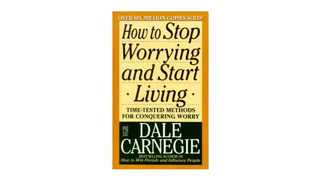 OVER SIX MILLION COPIES SOLD!
How to Stop
Worrying
and Start
· Living ·
TIME-TESTED METHODS
FOR CONQUERING WORRY
DALE
CARNEGIE
BESTSELLING AUTHOR OF
How to Win Friends and Influence People